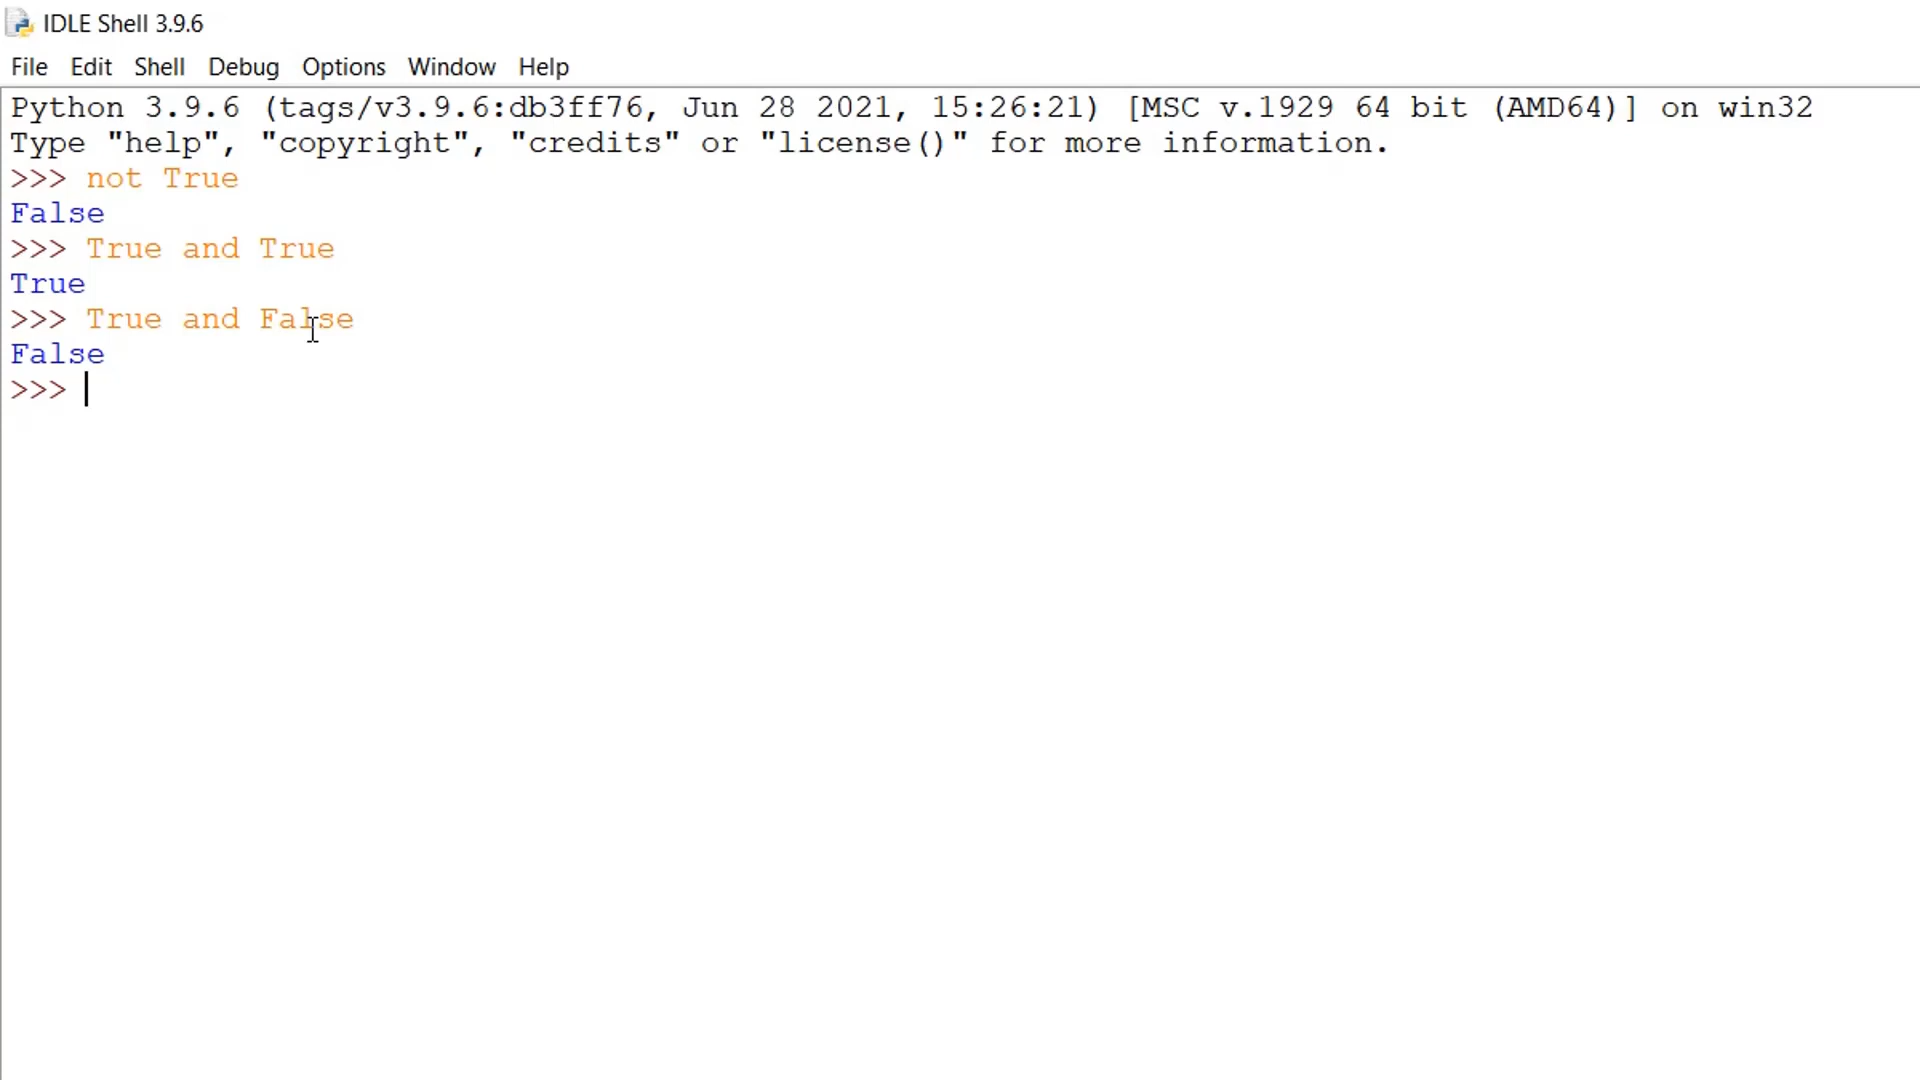 IDLE Shell 3.9.6
File Edit Shell Debug Options Window Help
Python 3.9.6 (tags/v3.9.6:db3ff76, Jun 28 2021, 15:26:21) [MSC v.1929 64 bit (AMD64)] on win32
Type "help", "copyright", "credits" or "license()" for more information.
>>> not True
False
>>> True and True
True
>>> True and False
False
>>>